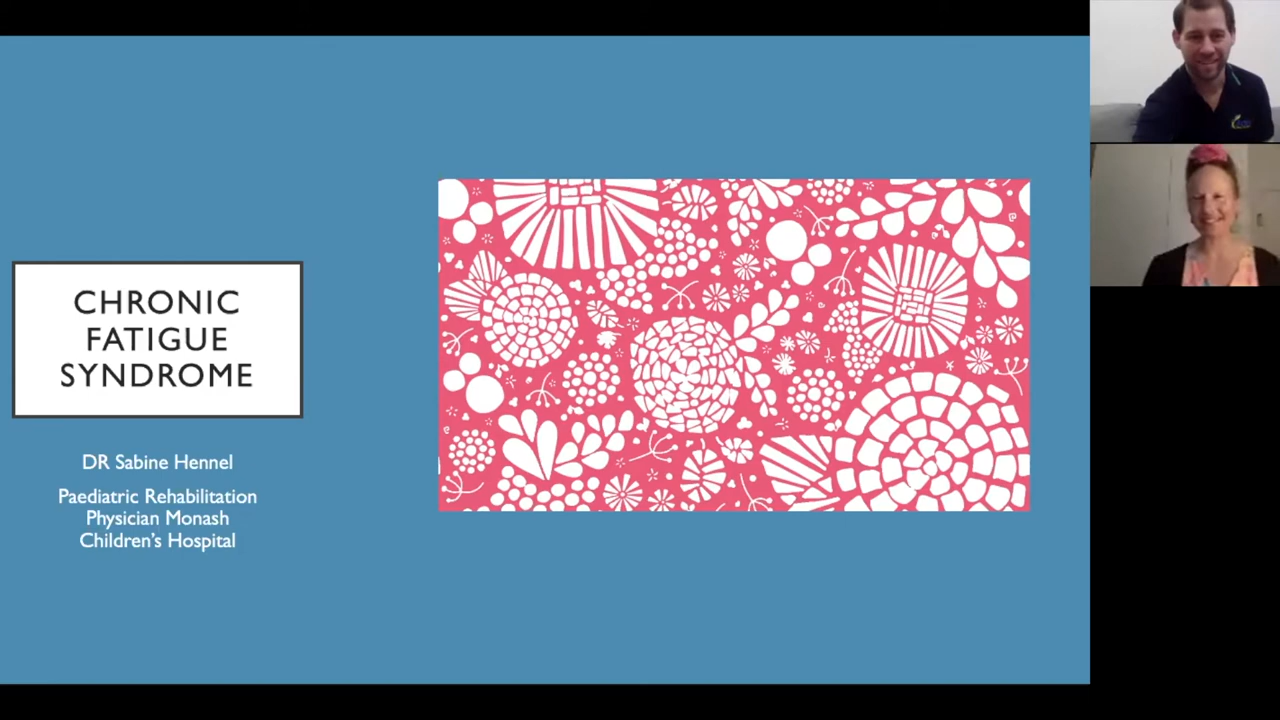 CHRONIC
FATIGUE
SYNDROME
DR Sabine Hennel
Paediatric Rehabilitation
Physician Monash
Children's Hospital